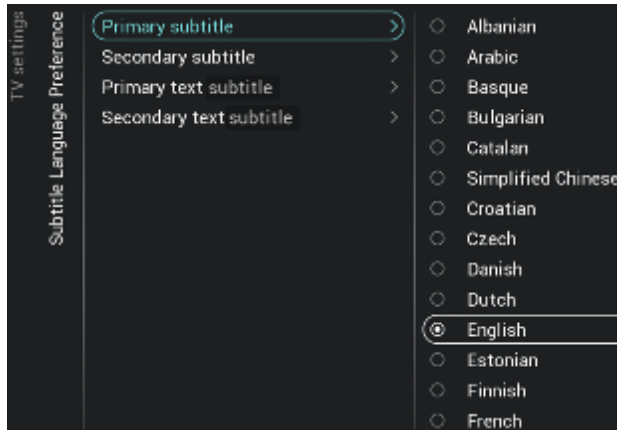 TV settings
Subtitle Language Preference
Primary subtitle
Secondary subtitle
Primary text subtitle
Secondary text subtitle
Albanian
Arabic
Basque
Bulgarian
Catalan
Simplified Chinese
Croatian
Czech
Danish
Dutch
English
Estonian
Finnish
French